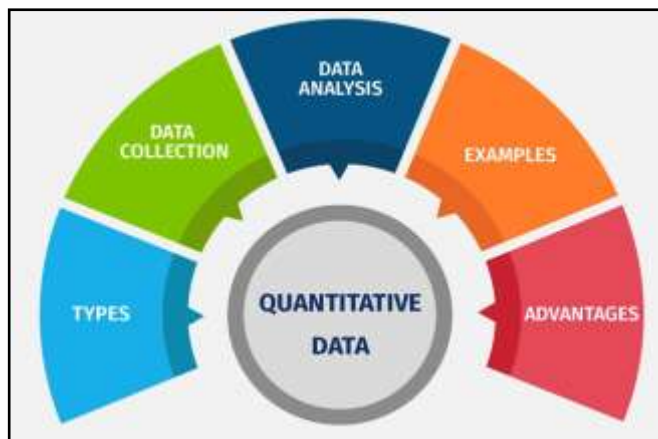 TYPES
DATA
COLLECTION
DATA
ANALYSIS
EXAMPLES
ADVANTAGES
QUANTITATIVE
DATA